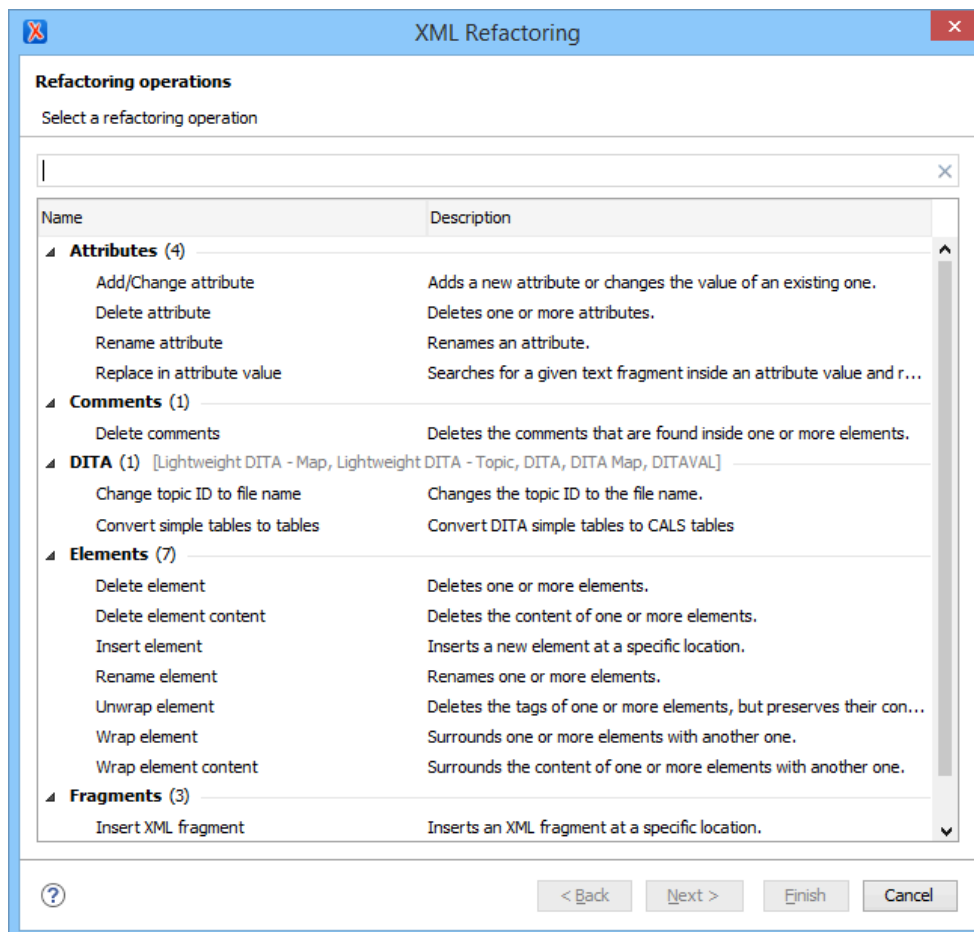 XML Refactoring
Refactoring operations
Select a refactoring operation
Name Description
Attributes (4)
Add/Change attribute Adds a new attribute or changes the value of an existing one.
Delete attribute Deletes one or more attributes.
Rename attribute Renames an attribute.
Replace in attribute value Searches for a given text fragment inside an attribute value and r...
Comments (1)
Delete comments Deletes the comments that are found inside one or more elements.
DITA (1) [Lightweight DITA - Map, Lightweight DITA - Topic, DITA, DITA Map, DITAVAL]
Change topic ID to file name Changes the topic ID to the file name.
Convert simple tables to tables Convert DITA simple tables to CALS tables
Elements (7)
Delete element Deletes one or more elements.
Delete element content Deletes the content of one or more elements.
Insert element Inserts a new element at a specific location.
Rename element Renames one or more elements.
Unwrap element Deletes the tags of one or more elements, but preserves their con...
Wrap element Surrounds one or more elements with another one.
Wrap element content Surrounds the content of one or more elements with another one.
Fragments (3)
Insert XML fragment Inserts an XML fragment at a specific location.
? < Back Next > Finish Cancel